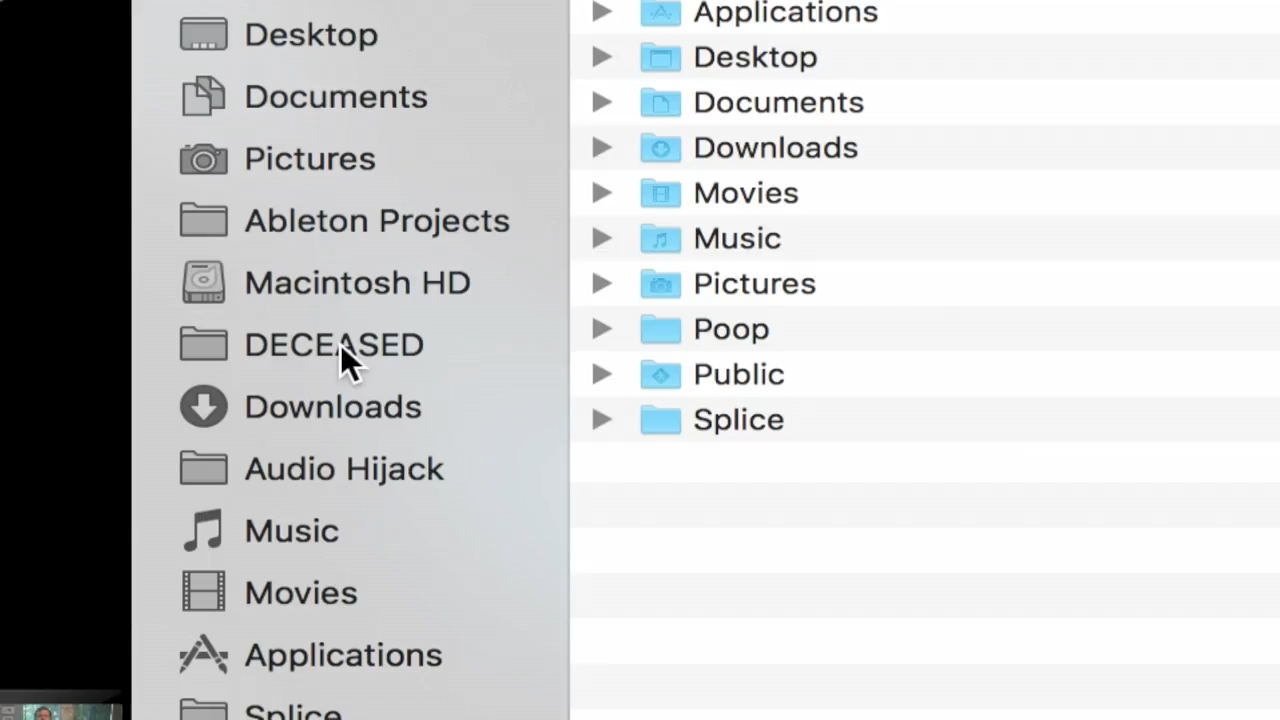 Desktop
Documents
Pictures
Ableton Projects
Macintosh HD
DECEASED
Downloads
Audio Hijack
Music
Movies
Applications
Splice
Applications
Desktop
Documents
Downloads
Movies
Music
Pictures
Poop
Public
Splice